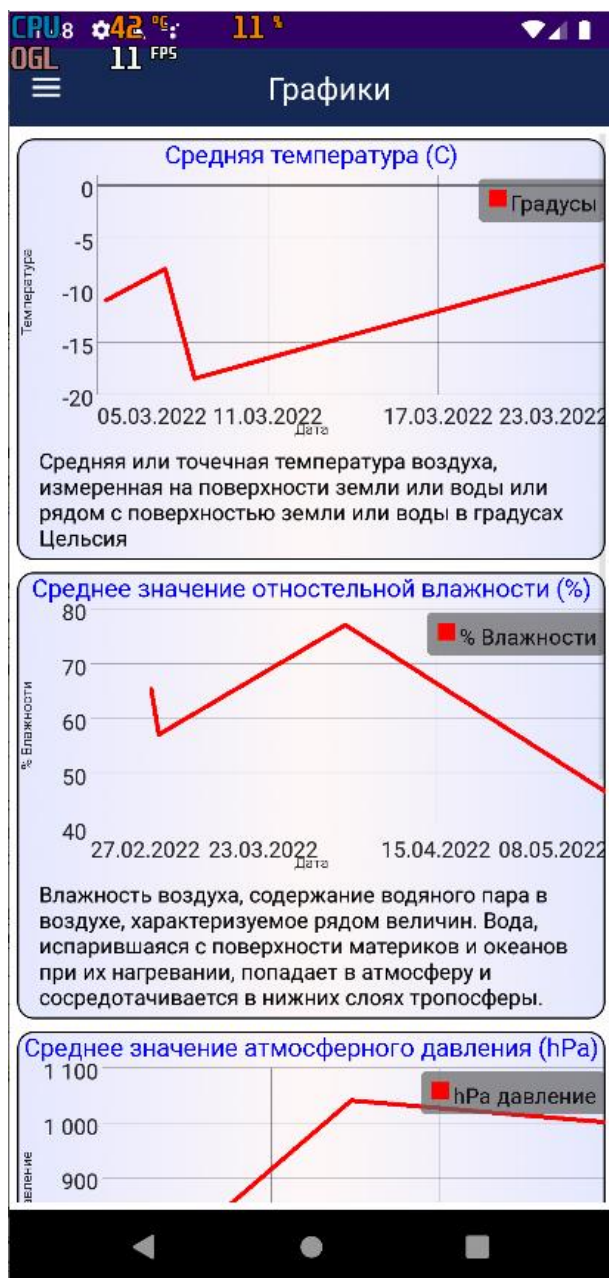 CPU 8 42 °C 11 %
OGL 11 FPS
Графики
Средняя температура (C)
Градусы
0
-5
-10
-15
-20
Температура
05.03.2022 11.03.2022 17.03.2022 23.03.2022
Дата
Средняя или точечная температура воздуха,
измеренная на поверхности земли или воды или
рядом с поверхностью земли или воды в градусах
Цельсия
Среднее значение отностельной влажности (%)
% Влажности
80
70
60
50
40
% Влажности
27.02.2022 23.03.2022 15.04.2022 08.05.2022
Дата
Влажность воздуха, содержание водяного пара в
воздухе, характеризуемое рядом величин. Вода,
испарившаяся с поверхности материков и океанов
при их нагревании, попадает в атмосферу и
сосредотачивается в нижних слоях тропосферы.
Среднее значение атмосферного давления (hPa)
hPa давление
1 100
1 000
900